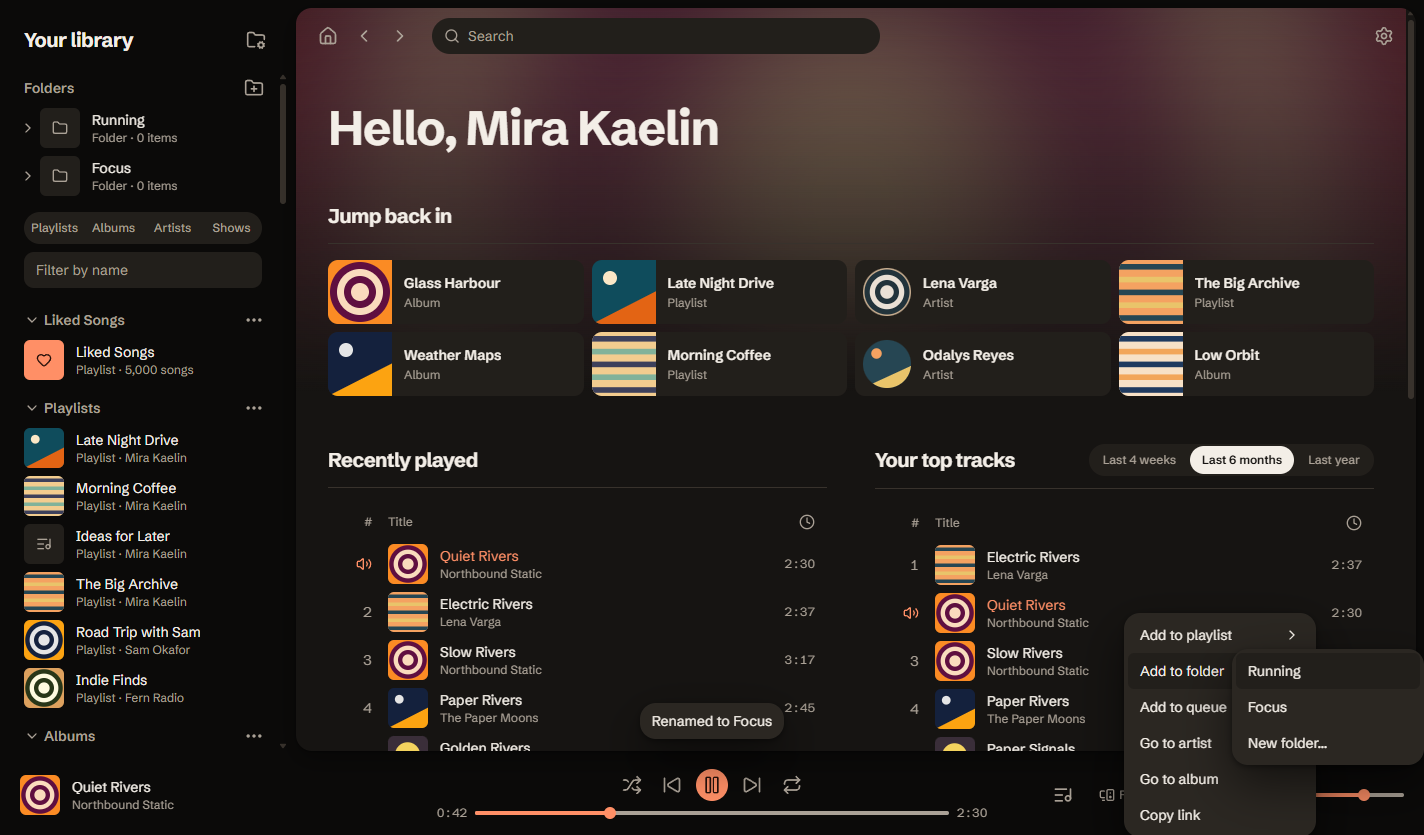 Your library
Folders
Running
Folder · 0 items
Focus
Folder · 0 items
Playlists Albums Artists Shows
Filter by name
Liked Songs
Liked Songs
Playlist · 5,000 songs
Playlists
Late Night Drive
Playlist · Mira Kaelin
Morning Coffee
Playlist · Mira Kaelin
Ideas for Later
Playlist · Mira Kaelin
The Big Archive
Playlist · Mira Kaelin
Road Trip with Sam
Playlist · Sam Okafor
Indie Finds
Playlist · Fern Radio
Albums
Search
Hello, Mira Kaelin
Jump back in
Glass Harbour
Album
Late Night Drive
Playlist
Lena Varga
Artist
The Big Archive
Playlist
Weather Maps
Album
Morning Coffee
Playlist
Odalys Reyes
Artist
Low Orbit
Album
Recently played
# Title
Quiet Rivers 2:30
Northbound Static
2 Electric Rivers 2:37
Lena Varga
3 Slow Rivers 3:17
Northbound Static
4 Paper Rivers 2:45
The Paper Moons
Golden Rivers
Renamed to Focus
Your top tracks
Last 4 weeks Last 6 months Last year
# Title
1 Electric Rivers 2:37
Lena Varga
Quiet Rivers 2:30
Northbound Static
3 Slow Rivers
Northbound Static
4 Paper Rivers
The Paper Moons
Paper Signals
Add to playlist
Add to folder
Add to queue
Go to artist
Go to album
Copy link
Running
Focus
New folder...
Quiet Rivers
Northbound Static
0:42 2:30